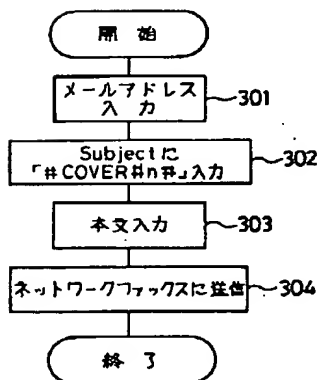 開 始
メールアドレス
入 力
301
Subjectに
「#COVER#n#」入力
302
本文入力
303
ネットワークファックスに送信
304
終 了